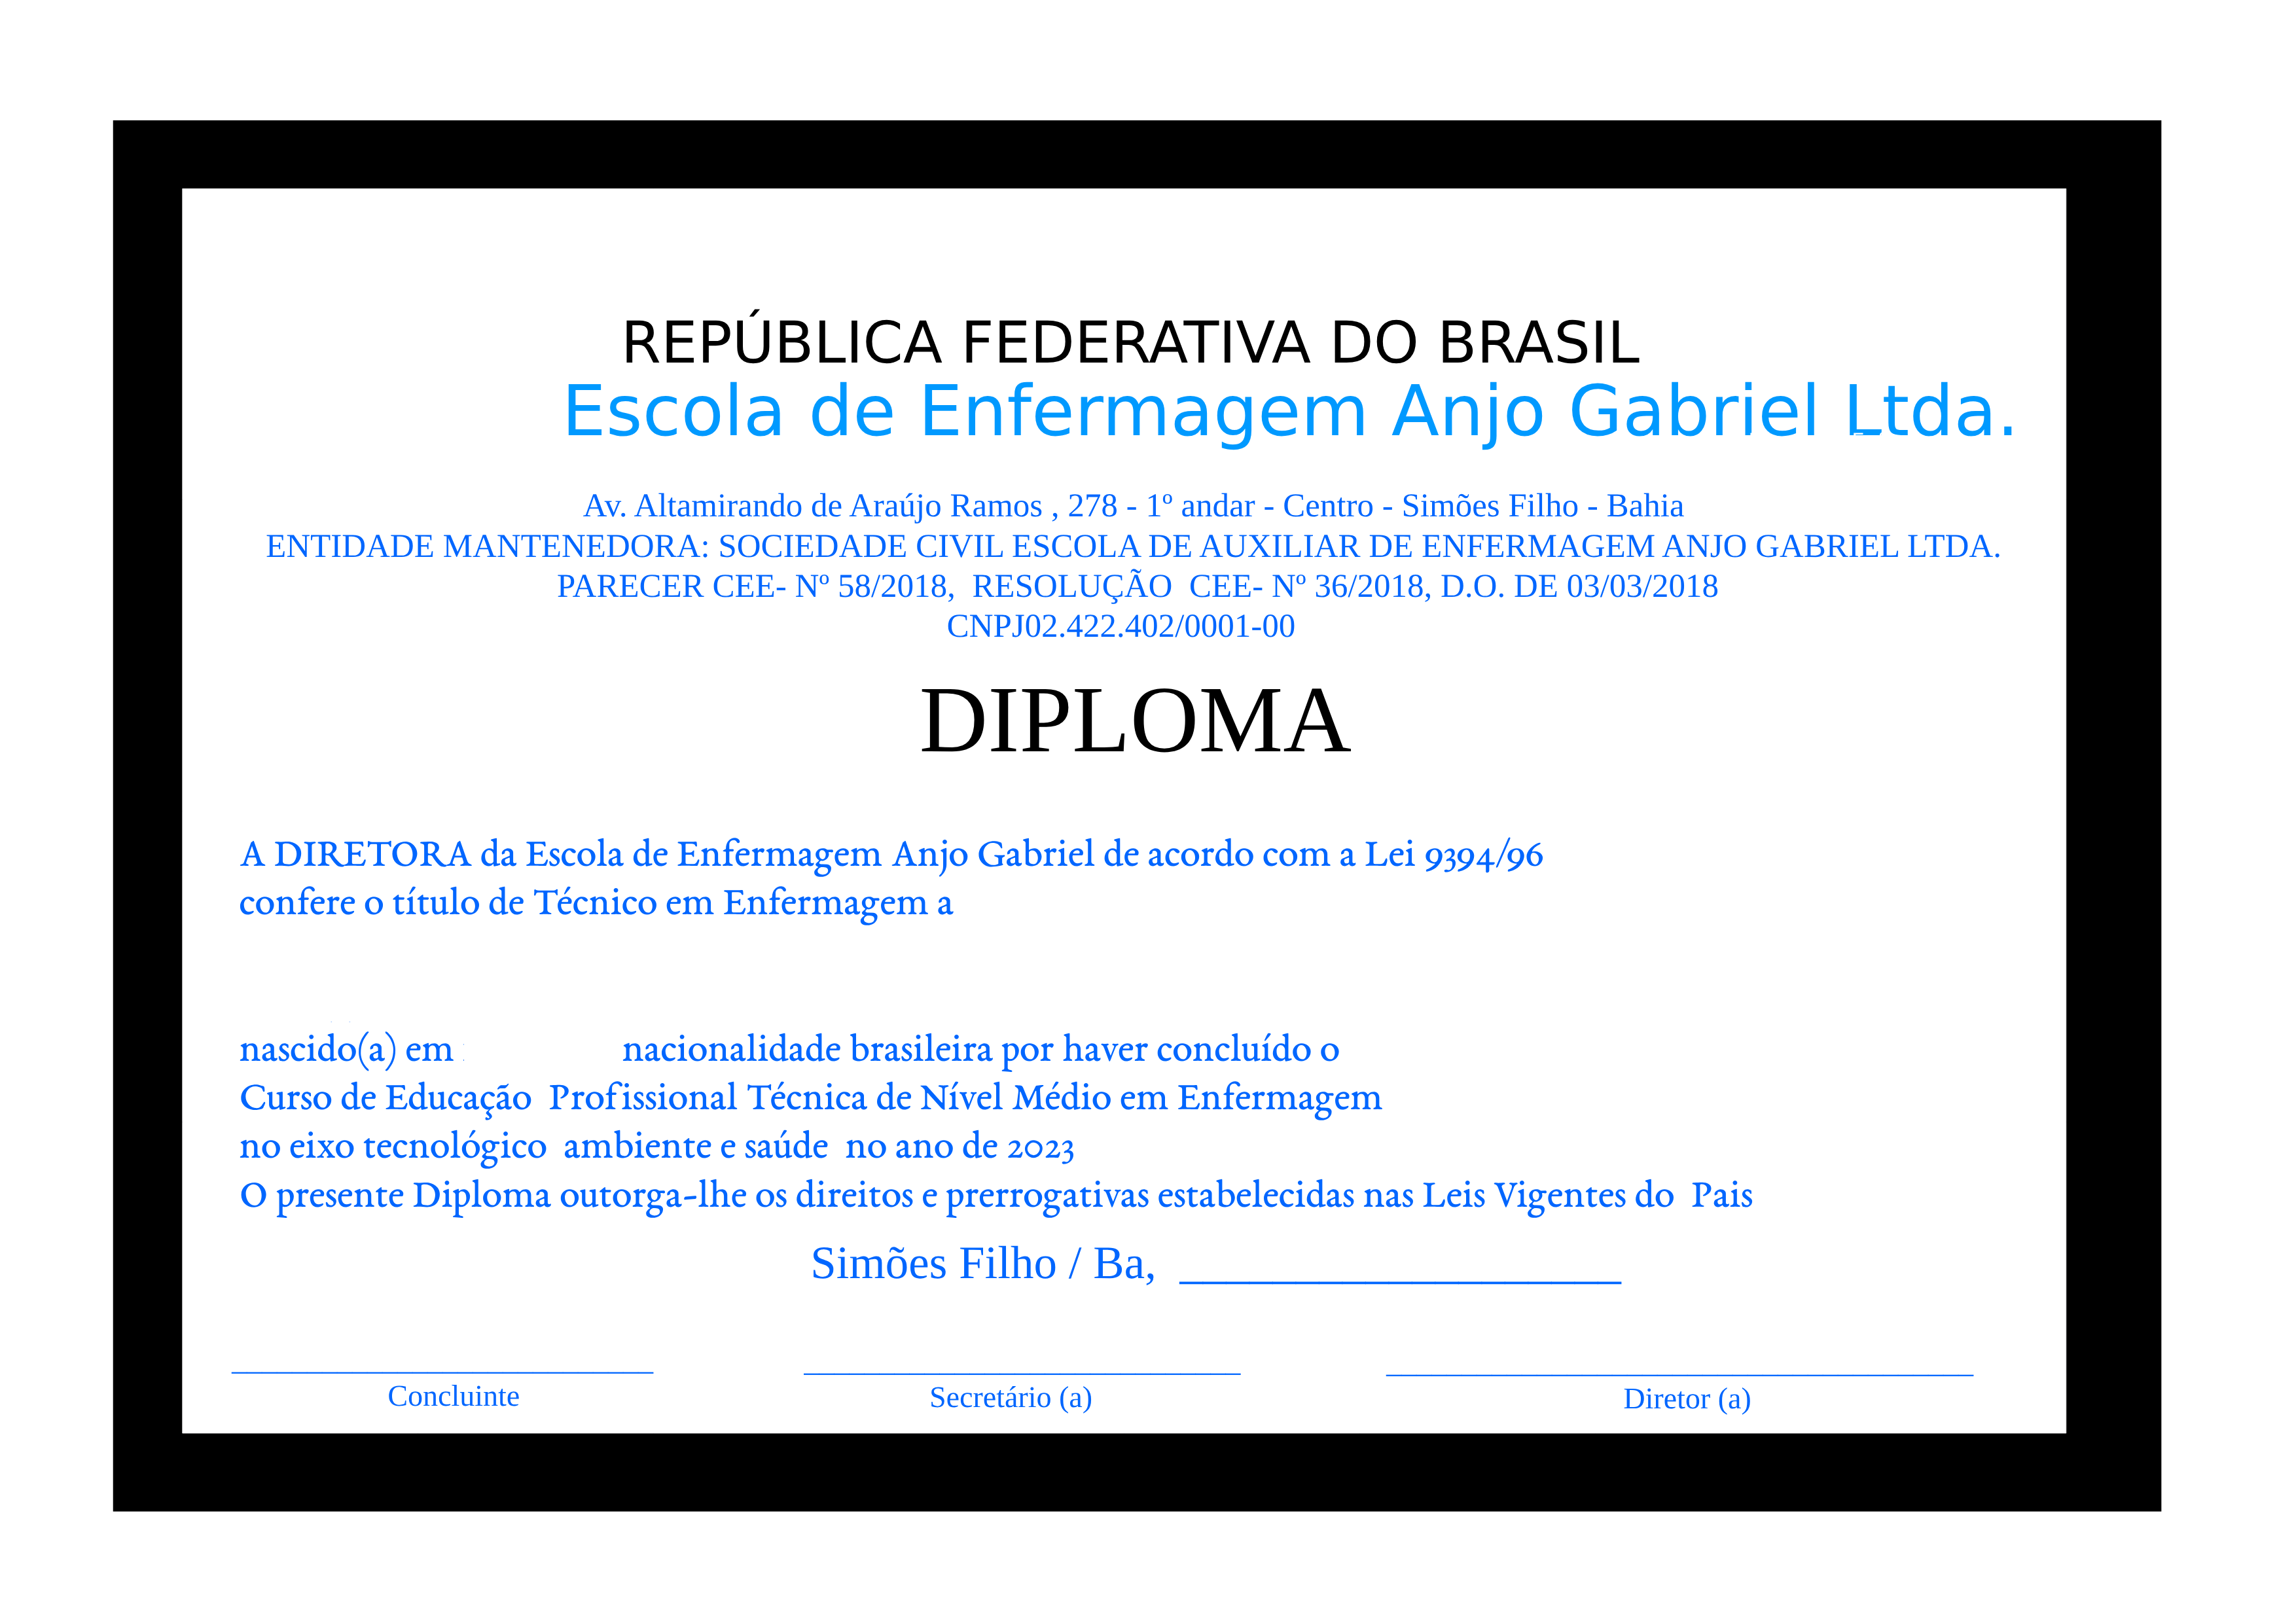 REPÚBLICA FEDERATIVA DO BRASIL
Escola de Enfermagem Anjo Gabriel Ltda.
Av. Altamirando de Araújo Ramos , 278 - 1º andar - Centro - Simões Filho - Bahia
ENTIDADE MANTENEDORA: SOCIEDADE CIVIL ESCOLA DE AUXILIAR DE ENFERMAGEM ANJO GABRIEL LTDA.
PARECER CEE- Nº 58/2018, RESOLUÇÃO CEE- Nº 36/2018, D.O. DE 03/03/2018
CNPJ02.422.402/0001-00
DIPLOMA
A DIRETORA da Escola de Enfermagem Anjo Gabriel de acordo com a Lei 9394/96
confere o título de Técnico em Enfermagem a
nascido(a) em nacionalidade brasileira por haver concluído o
Curso de Educação Profissional Técnica de Nível Médio em Enfermagem
no eixo tecnológico ambiente e saúde no ano de 2023
O presente Diploma outorga-lhe os direitos e prerrogativas estabelecidas nas Leis Vigentes do Pais
Simões Filho / Ba, ___________________
Concluinte
Secretário (a)
Diretor (a)